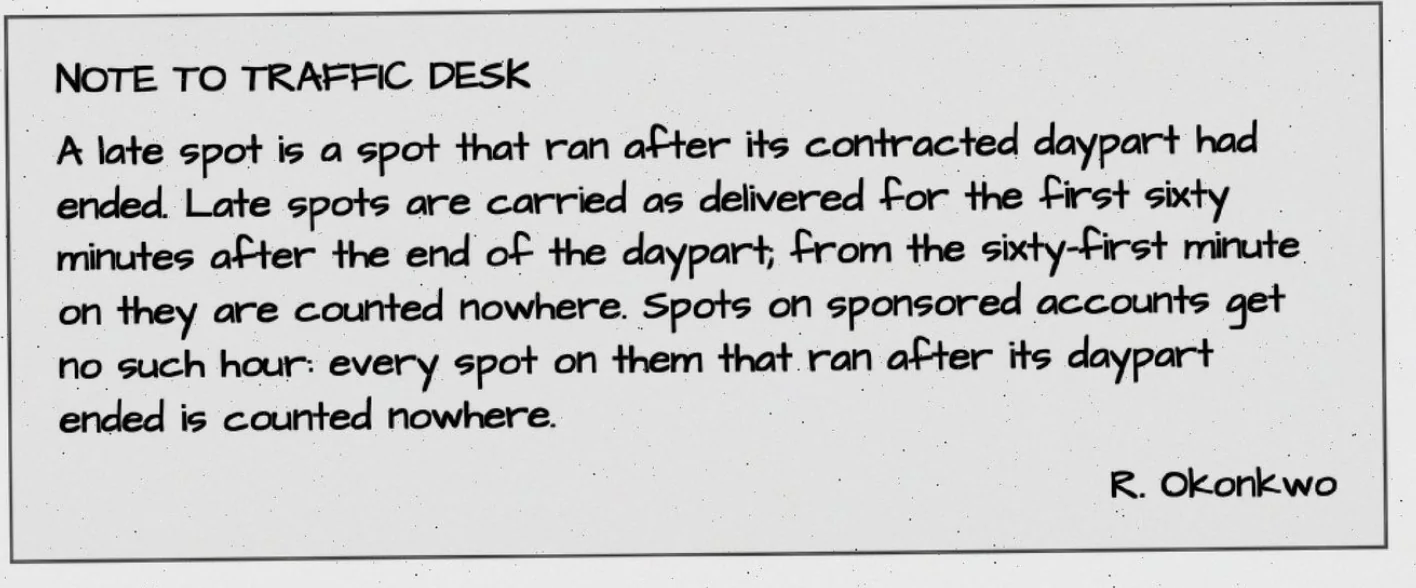 NOTE TO TRAFFIC DESK
A late spot is a spot that ran after its contracted daypart had
ended. Late spots are carried as delivered for the first sixty
minutes after the end of the daypart; from the sixty-first minute
on they are counted nowhere. Spots on sponsored accounts get
no such hour: every spot on them that ran after its daypart
ended is counted nowhere.
R. Okonkwo